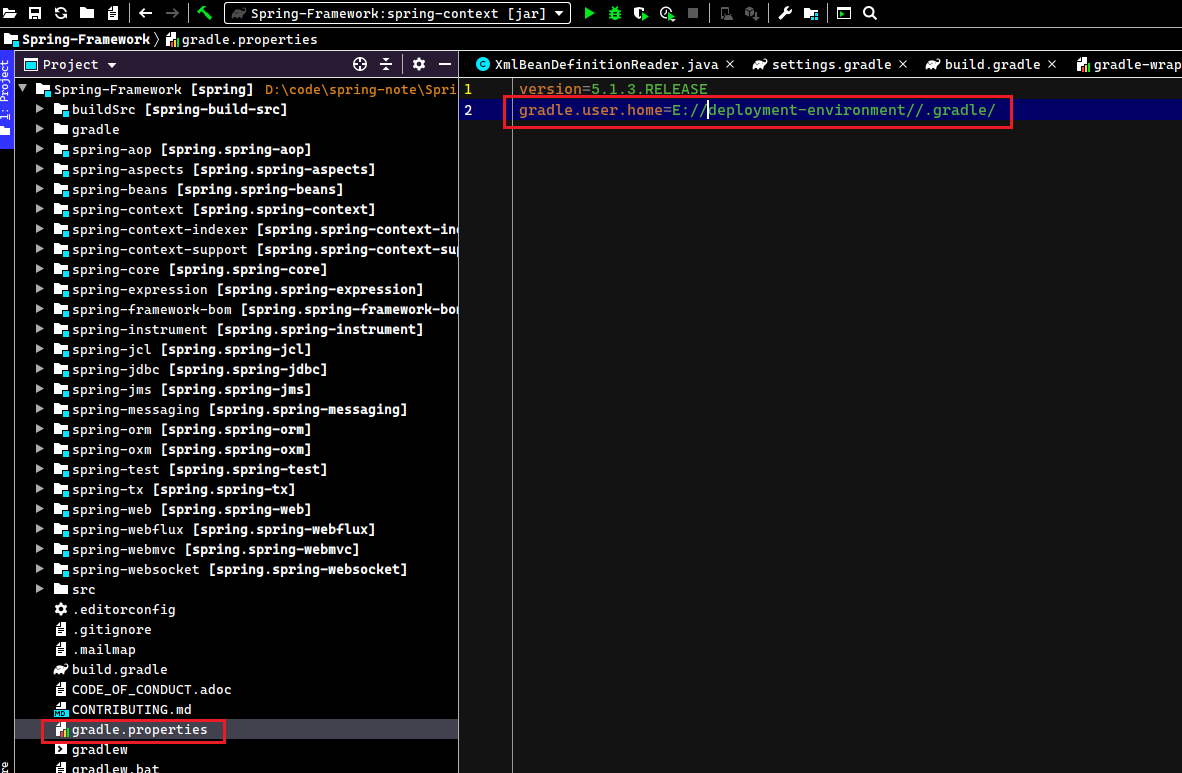 Spring-Framework:spring-context [jar]
Spring-Framework
gradle.properties
1: Project
Project
XmlBeanDefinitionReader.java
settings.gradle
build.gradle
gradle-wrap
Spring-Framework [spring] D:\code\spring-note\Spri
buildSrc [spring-build-src]
gradle
spring-aop [spring.spring-aop]
spring-aspects [spring.spring-aspects]
spring-beans [spring.spring-beans]
spring-context [spring.spring-context]
spring-context-indexer [spring.spring-context-ind
spring-context-support [spring.spring-context-sup
spring-core [spring.spring-core]
spring-expression [spring.spring-expression]
spring-framework-bom [spring.spring-framework-bom
spring-instrument [spring.spring-instrument]
spring-jcl [spring.spring-jcl]
spring-jdbc [spring.spring-jdbc]
spring-jms [spring.spring-jms]
spring-messaging [spring.spring-messaging]
spring-orm [spring.spring-orm]
spring-oxm [spring.spring-oxm]
spring-test [spring.spring-test]
spring-tx [spring.spring-tx]
spring-web [spring.spring-web]
spring-webflux [spring.spring-webflux]
spring-webmvc [spring.spring-webmvc]
spring-websocket [spring.spring-websocket]
src
.editorconfig
.gitignore
.mailmap
build.gradle
CODE_OF_CONDUCT.adoc
MD CONTRIBUTING.md
gradle.properties
gradlew
gradlew.bat
re
1 version=5.1.3.RELEASE
2 gradle.user.home=E://deployment-environment//.gradle/